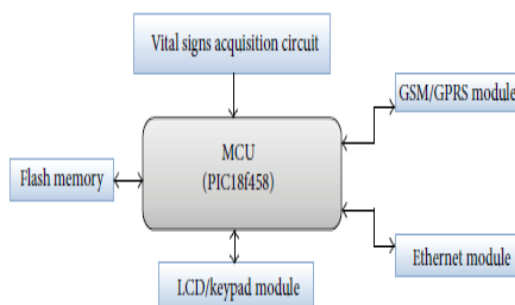 Vital signs acquisition circuit
GSM/GPRS module
MCU
(PIC18f458)
Flash memory
Ethernet module
LCD/keypad module